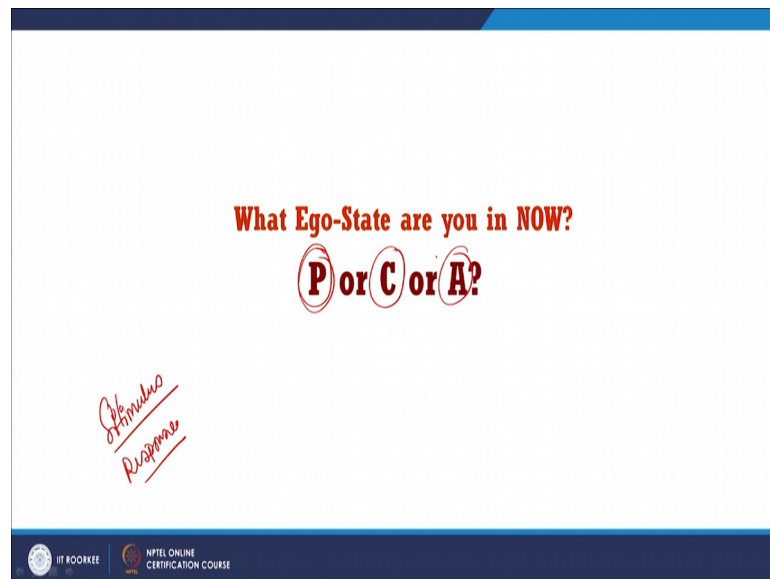 What Ego-State are you in NOW?
P or C or A?
Stimulus
Response
IIT ROORKEE
NPTEL ONLINE
CERTIFICATION COURSE